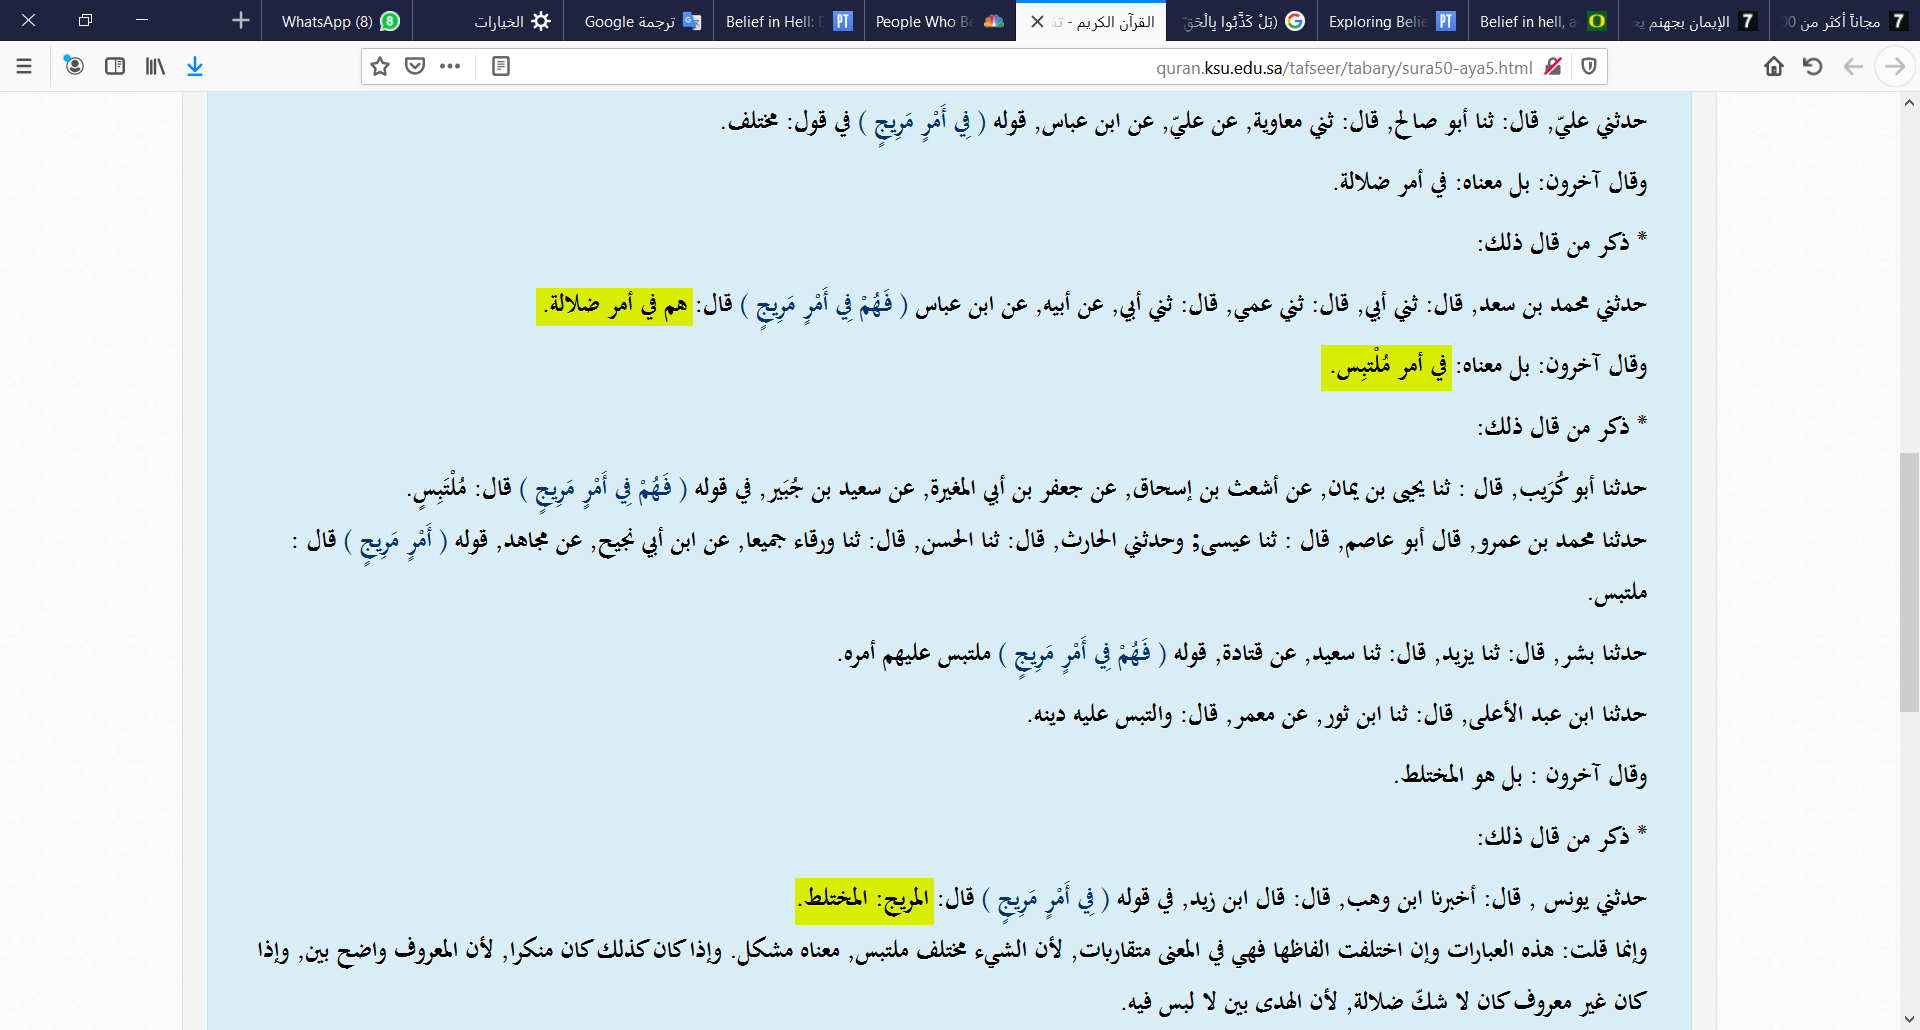 WhatsApp (8)
الخيارات
ترجمة Google
Belief in Hell:
People Who Be
القرآن الكريم - تف
(بَلْ كَذَّبُوا بِالْحَقِّ
Exploring Belie
Belief in hell, a
الإيمان بجهنم يج
مجاناً أكثر من
quran.ksu.edu.sa/tafseer/tabary/sura50-aya5.html
حدثني عليّ, قال: ثنا أبو صالح, قال: ثني معاوية, عن عليّ, عن ابن عباس, قوله ( فِي أَمْرٍ مَرِيجٍ ) في قول: مختلف.
وقال آخرون: بل معناه: في أمر ضلالة.
* ذكر من قال ذلك:
حدثني محمد بن سعد, قال: ثني أبي, قال: ثني عمي, قال: ثني أبي, عن أبيه, عن ابن عباس ( فَهُمْ فِي أَمْرٍ مَرِيجٍ ) قال: هم في أمر ضلالة.
وقال آخرون: بل معناه: في أمر مُلْتبِس.
* ذكر من قال ذلك:
حدثنا أبو كُرَيب, قال : ثنا يحيى بن يمان, عن أشعث بن إسحاق, عن جعفر بن أبي المغيرة, عن سعيد بن جُبَير, في قوله ( فَهُمْ فِي أَمْرٍ مَرِيجٍ ) قال: مُلْتَبِسٍ.
حدثنا محمد بن عمرو, قال أبو عاصم, قال : ثنا عيسى; وحدثني الحارث, قال: ثنا الحسن, قال: ثنا ورقاء جميعا, عن ابن أبي نجيح, عن مجاهد, قوله ( أَمْرٍ مَرِيجٍ ) قال :
ملتبس.
حدثنا بشر, قال: ثنا يزيد, قال: ثنا سعيد, عن قتادة, قوله ( فَهُمْ فِي أَمْرٍ مَرِيجٍ ) ملتبس عليهم أمره.
حدثنا ابن عبد الأعلى, قال: ثنا ابن ثور, عن معمر, قال: والتبس عليه دينه.
وقال آخرون : بل هو المختلط.
* ذكر من قال ذلك:
حدثني يونس , قال: أخبرنا ابن وهب, قال: قال ابن زيد, في قوله ( فِي أَمْرٍ مَرِيجٍ ) قال: المريج: المختلط.
وإنما قلت: هذه العبارات وإن اختلفت الفاظها فهي في المعنى متقاربات, لأن الشيء مختلف ملتبس, معناه مشكل. وإذا كان كذلك كان منكرا, لأن المعروف واضح بين, وإذا
كان غير معروف كان لا شكّ ضلالة, لأن الهدى بين لا لبس فيه.